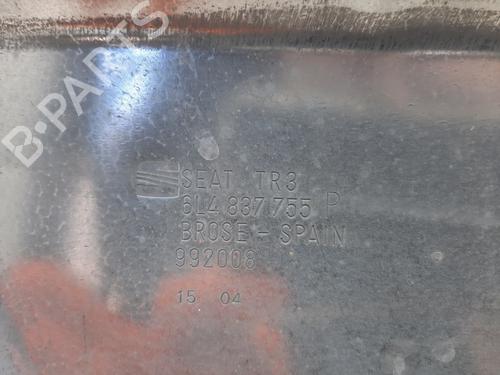 B-PARTS
SEAT TR3
6L4 837 755 P
BROSE - SPAIN
992008
15 04